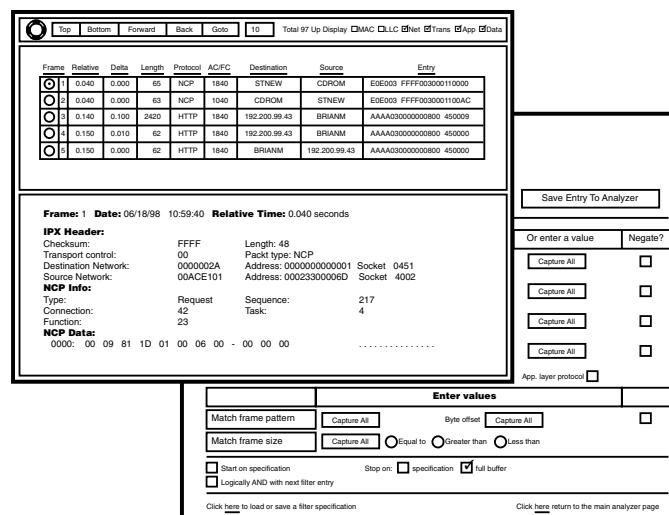 Top Bottom Forward Back Goto 10 Total 97 Up Display MAC LLC Net Trans App Data
Frame Relative Delta Length Protocol AC/FC Destination Source Entry
1 0.040 0.000 65 NCP 1840 STNEW CDROM E0E003 FFFF003000110000
2 0.040 0.000 63 NCP 1040 CDROM STNEW E0E003 FFFF0030001100AC
3 0.140 0.100 2420 HTTP 1840 192.200.99.43 BRIANM AAAA030000000800 450009
4 0.150 0.010 62 HTTP 1840 192.200.99.43 BRIANM AAAA030000000800 450000
5 0.150 0.000 62 HTTP 1840 BRIANM 192.200.99.43 AAAA030000000800 450000
Frame: 1 Date: 06/18/98 10:59:40 Relative Time: 0.040 seconds
IPX Header:
Checksum: FFFF Length: 48
Transport control: 00 Packt type: NCP
Destination Network: 0000002A Address: 0000000000001 Socket 0451
Source Network: 00ACE101 Address: 00023300006D Socket 4002
NCP Info:
Type: Request Sequence: 217
Connection: 42 Task: 4
Function: 23
NCP Data:
0000: 00 09 81 1D 01 00 06 00 - 00 00 00 ...............
Save Entry To Analyzer
Or enter a value Negate?
Capture All
Capture All
Capture All
Capture All
App. layer protocol
Enter values
Match frame pattern Capture All Byte offset Capture All
Match frame size Capture All Equal to Greater than Less than
Start on specification Stop on: specification full buffer
Logically AND with next filter entry
Click here to load or save a filter specification Click here return to the main analyzer page